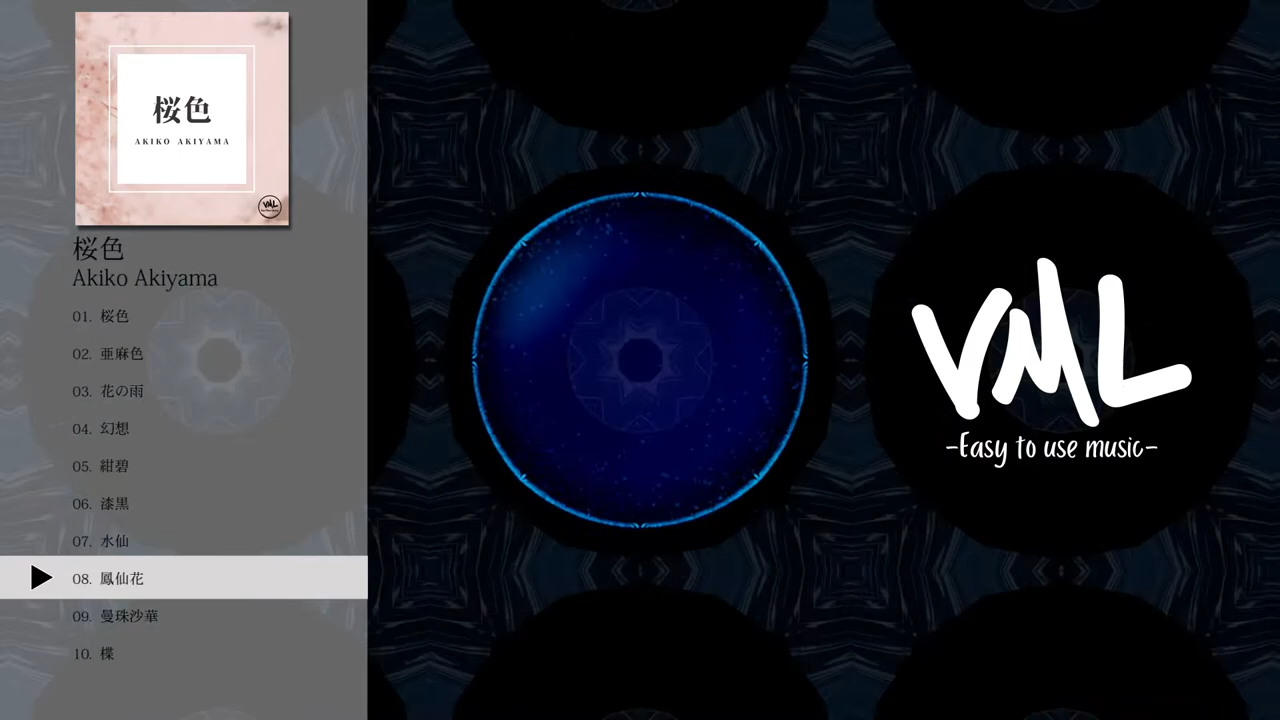 桜色
AKIKO AKIYAMA
VML
桜色
Akiko Akiyama
01. 桜色
02. 亜麻色
03. 花の雨
04. 幻想
05. 紺碧
06. 漆黒
07. 水仙
08. 鳳仙花
09. 曼珠沙華
10. 楪
VML
-Easy to use music-